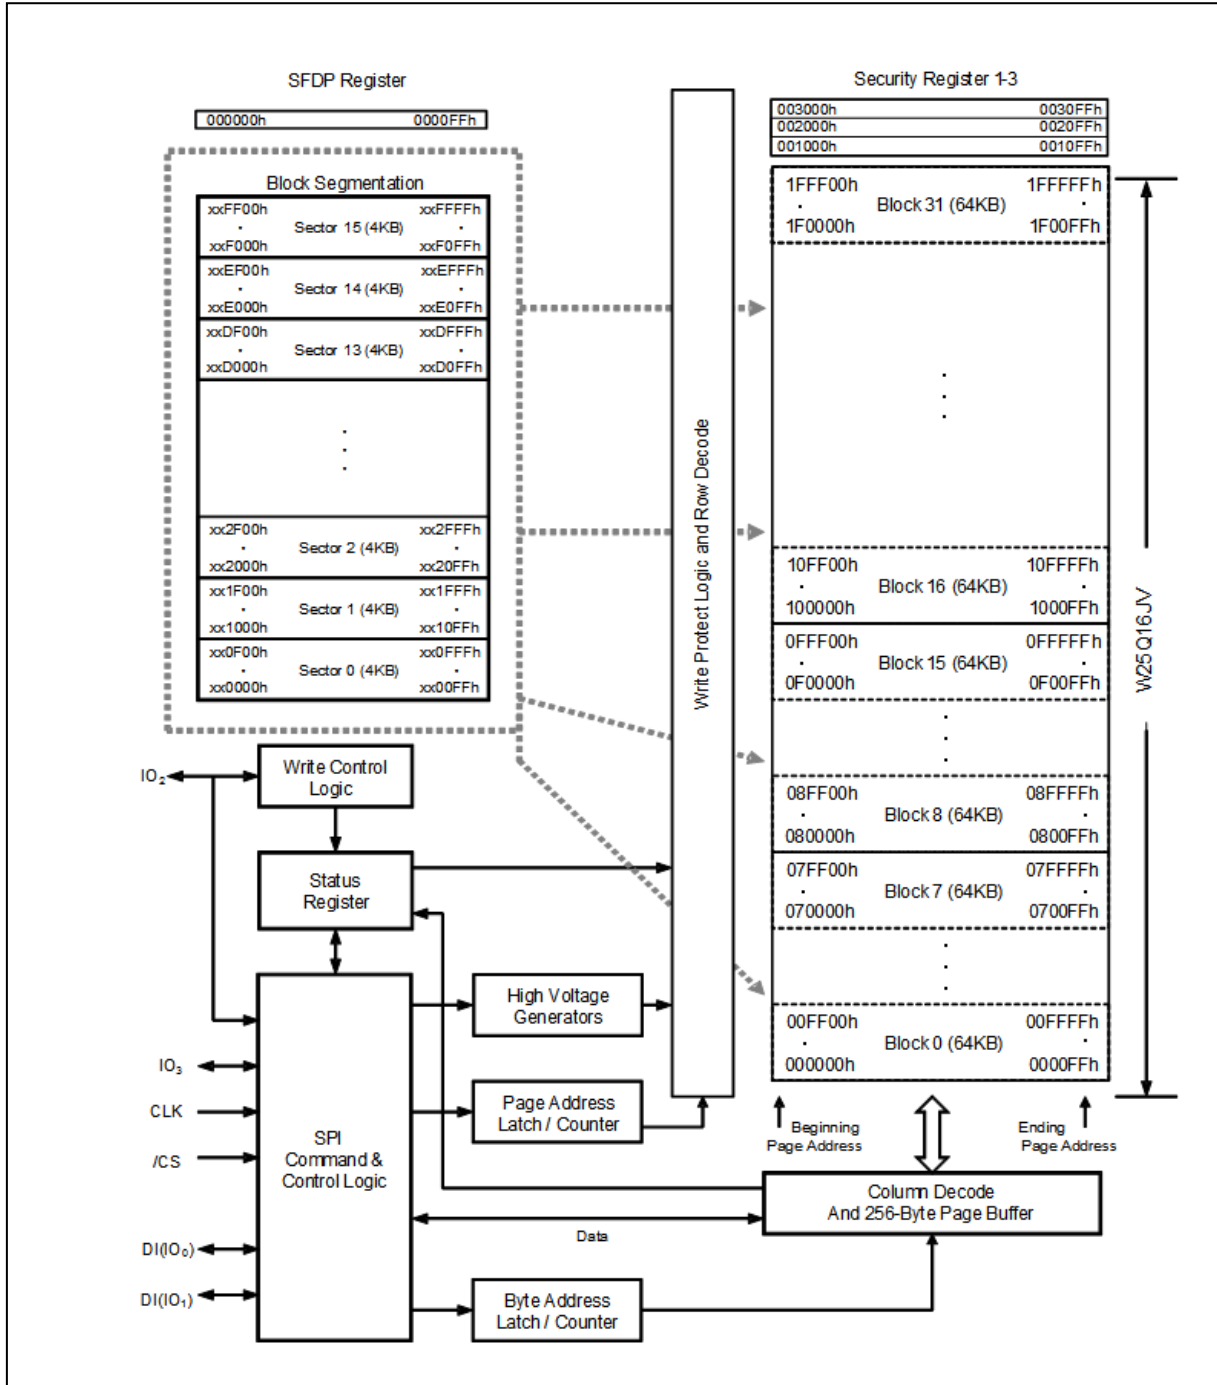 SFDP Register
000000h 0000FFh
Block Segmentation
xxFF00h xxFFFFh
Sector 15 (4KB)
xxF000h xxF0FFh
xxEF00h xxEFFFh
Sector 14 (4KB)
xxE000h xxE0FFh
xxDF00h xxDFFFh
Sector 13 (4KB)
xxD000h xxD0FFh
xx2F00h xx2FFFh
Sector 2 (4KB)
xx2000h xx20FFh
xx1F00h xx1FFFh
Sector 1 (4KB)
xx1000h xx10FFh
xx0F00h xx0FFFh
Sector 0 (4KB)
xx0000h xx00FFh
Write Protect Logic and Row Decode
Security Register 1-3
003000h 0030FFh
002000h 0020FFh
001000h 0010FFh
1FFF00h 1FFFFFh
Block 31 (64KB)
1F0000h 1F00FFh
10FF00h 10FFFFh
Block 16 (64KB)
100000h 1000FFh
0FFF00h 0FFFFFh
Block 15 (64KB)
0F0000h 0F00FFh
08FF00h 08FFFFh
Block 8 (64KB)
080000h 0800FFh
07FF00h 07FFFFh
Block 7 (64KB)
070000h 0700FFh
00FF00h 00FFFFh
Block 0 (64KB)
000000h 0000FFh
W25Q16JV
Beginning
Page Address
Ending
Page Address
IO₂
Write Control
Logic
Status
Register
High Voltage
Generators
IO₃
CLK
/CS
DI(IO₀)
DI(IO₁)
SPI
Command &
Control Logic
Page Address
Latch / Counter
Column Decode
And 256-Byte Page Buffer
Data
Byte Address
Latch / Counter